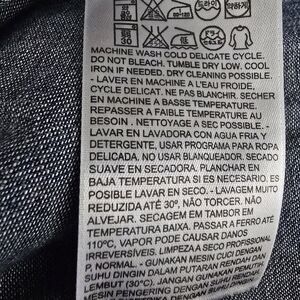 MACHINE WASH COLD DELICATE CYCLE.
DO NOT BLEACH. TUMBLE DRY LOW. COOL
IRON IF NEEDED. DRY CLEANING POSSIBLE.
- LAVER EN MACHINE A L'EAU FROIDE,
CYCLE DELICAT. NE PAS BLANCHIR. SECHER
EN MACHINE A BASSE TEMPERATURE.
REPASSER A FAIBLE TEMPERATURE AU
BESOIN . NETTOYAGE A SEC POSSIBLE. -
LAVAR EN LAVADORA CON AGUA FRIA Y
DETERGENTE, USAR PROGRAMA PARA ROPA
DELICADA. NO USAR BLANQUEADOR. SECADO
SUAVE EN SECADORA. PLANCHAR EN
BAJA TEMPERATURA SI ES NECESARIO. ES
POSIBLE LAVAR EN SECO. - LAVAGEM MUITO
REDUZIDA ATÉ 30º, NÃO TORCER. NÃO
ALVEJAR. SECAGEM EM TAMBOR EM
TEMPERATURA BAIXA. PASSAR A FERRO ATÉ
110ºC, VAPOR PODE CAUSAR DANOS
IRREVERSÍVEIS. LIMPEZA A SECO PROFISSIONAL
P, NORMAL. - GUNAKAN MESIN CUCI DENGAN
SUHU DINGIN DALAM PUTARAN RENDAH DAN
LEMBUT (30°C). JANGAN GUNAKAN PEMUTIH
MESIN PENGERING DENGAN SUHU